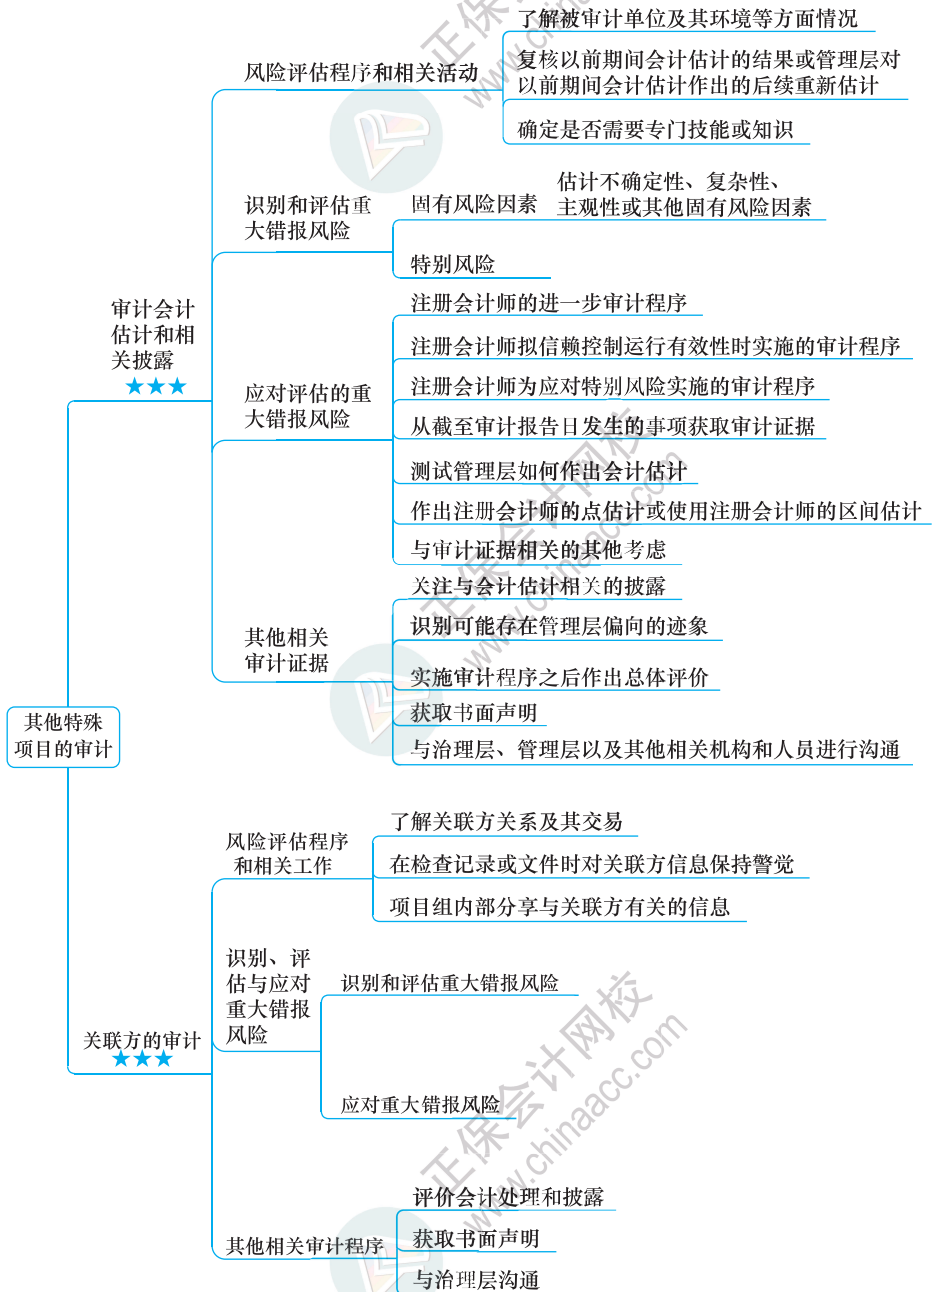 其他特殊
项目的审计
审计会计
估计和相
关披露
★★★
风险评估程序和相关活动
了解被审计单位及其环境等方面情况
复核以前期间会计估计的结果或管理层对
以前期间会计估计作出的后续重新估计
确定是否需要专门技能或知识
识别和评估重
大错报风险
固有风险因素
估计不确定性、复杂性、
主观性或其他固有风险因素
特别风险
应对评估的重
大错报风险
注册会计师的进一步审计程序
注册会计师拟信赖控制运行有效性时实施的审计程序
注册会计师为应对特别风险实施的审计程序
从截至审计报告日发生的事项获取审计证据
测试管理层如何作出会计估计
作出注册会计师的点估计或使用注册会计师的区间估计
与审计证据相关的其他考虑
其他相关
审计证据
关注与会计估计相关的披露
识别可能存在管理层偏向的迹象
实施审计程序之后作出总体评价
获取书面声明
与治理层、管理层以及其他相关机构和人员进行沟通
关联方的审计
★★★
风险评估程序
和相关工作
了解关联方关系及其交易
在检查记录或文件时对关联方信息保持警觉
项目组内部分享与关联方有关的信息
识别、评
估与应对
重大错报
风险
识别和评估重大错报风险
应对重大错报风险
其他相关审计程序
评价会计处理和披露
获取书面声明
与治理层沟通
正保会计网校
www.chinaacc.com
正保会计网校
www.chinaacc.com